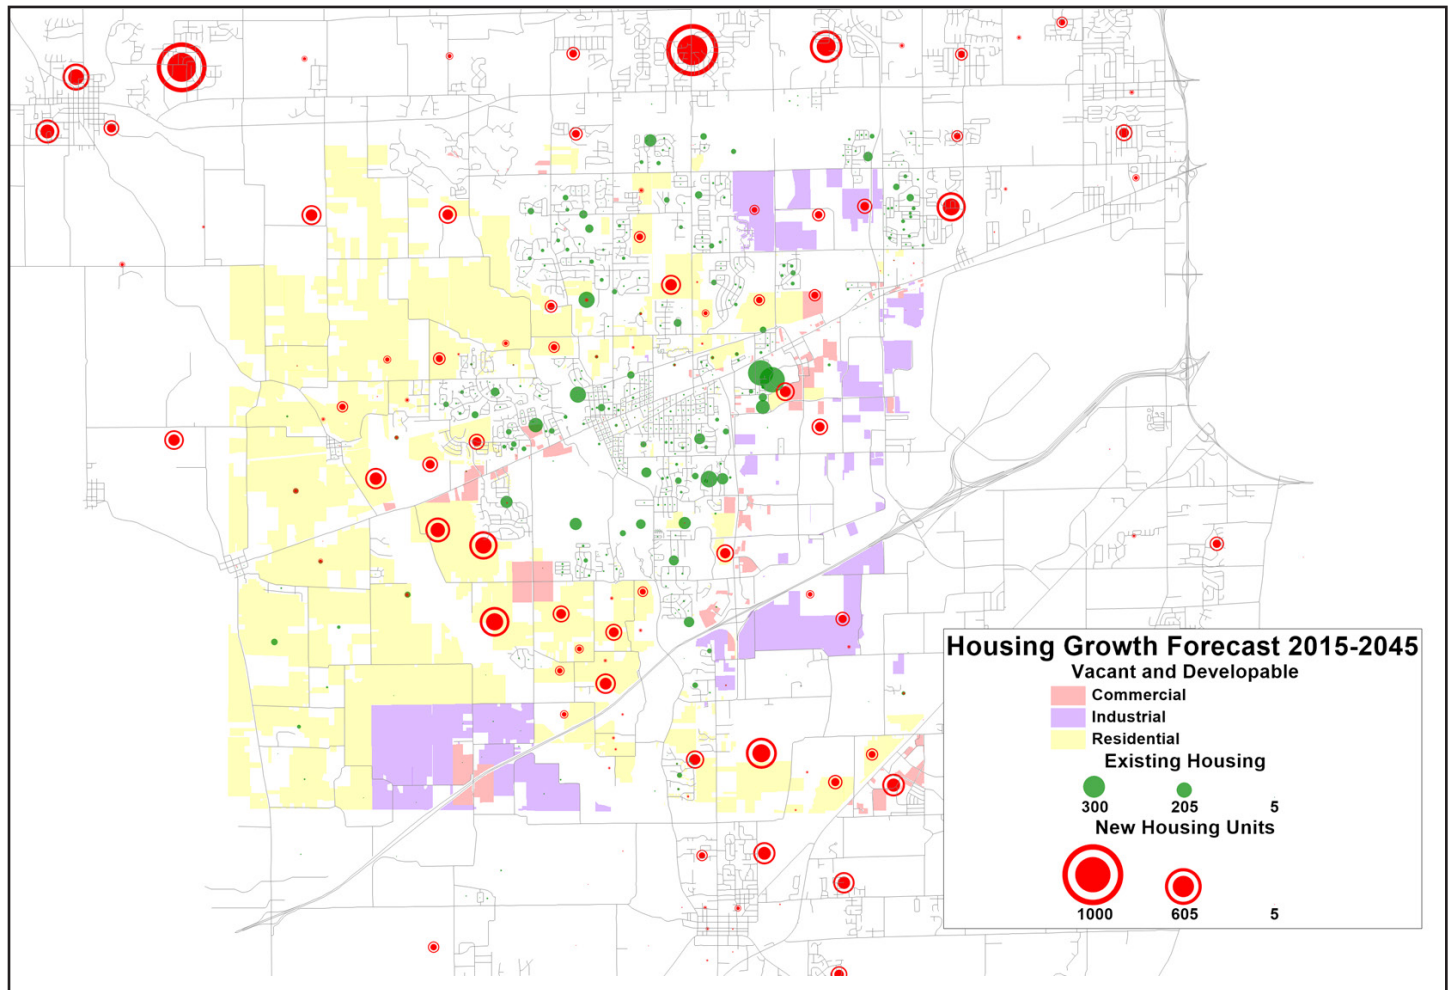 Housing Growth Forecast 2015-2045
Vacant and Developable
Commercial
Industrial
Residential
Existing Housing
300 205 5
New Housing Units
1000 605 5